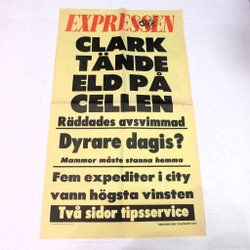 EXPRESSEN
CLARK
TÄNDE
ELD PÅ
CELLEN
Räddades avsvimmad
Dyrare dagis?
Mammor måste stanna hemma
Fem expediter i city
vann högsta vinsten
Två sidor tipsservice